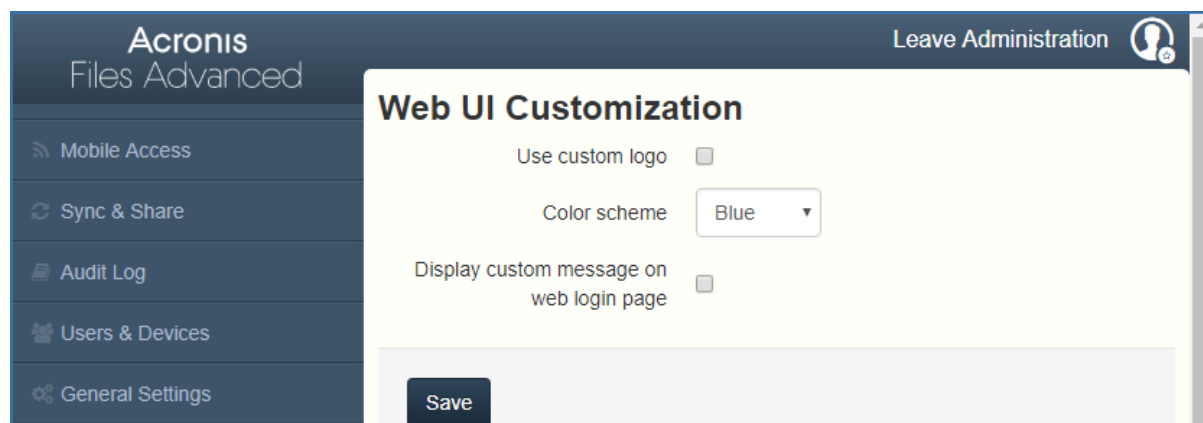 Acronis
Files Advanced
Leave Administration
Mobile Access
Sync & Share
Audit Log
Users & Devices
General Settings
Web UI Customization
Use custom logo
Color scheme
Blue
Display custom message on
web login page
Save